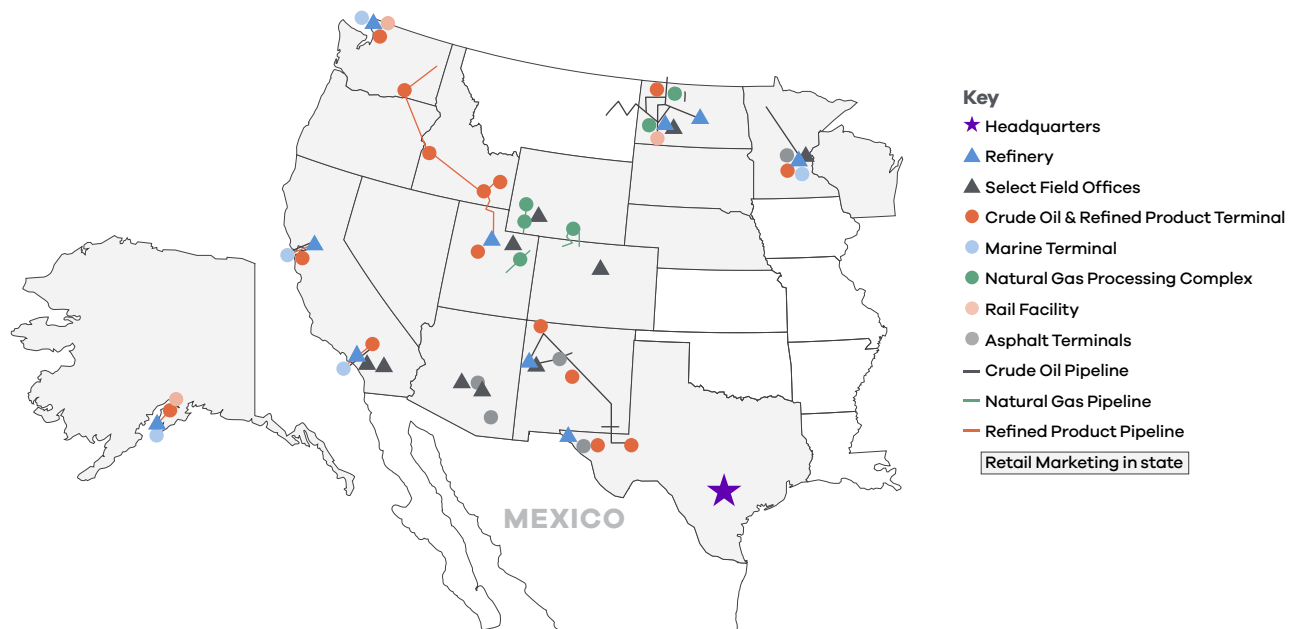 Key
Headquarters
Refinery
Select Field Offices
Crude Oil & Refined Product Terminal
Marine Terminal
Natural Gas Processing Complex
Rail Facility
Asphalt Terminals
Crude Oil Pipeline
Natural Gas Pipeline
Refined Product Pipeline
Retail Marketing in state
MEXICO